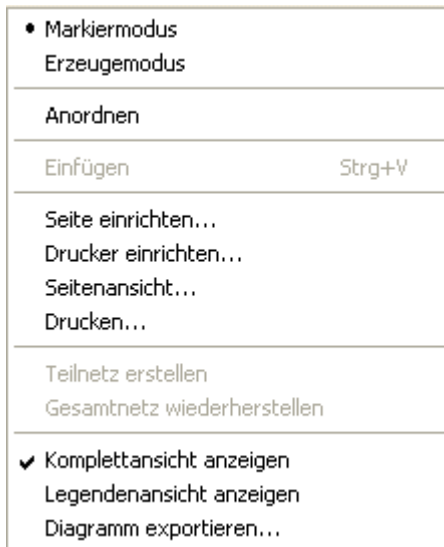 Markiermodus
Erzeugemodus
Anordnen
Einfügen Strg+V
Seite einrichten...
Drucker einrichten...
Seitenansicht...
Drucken...
Teilnetz erstellen
Gesamtnetz wiederherstellen
Komplettansicht anzeigen
Legendenansicht anzeigen
Diagramm exportieren...